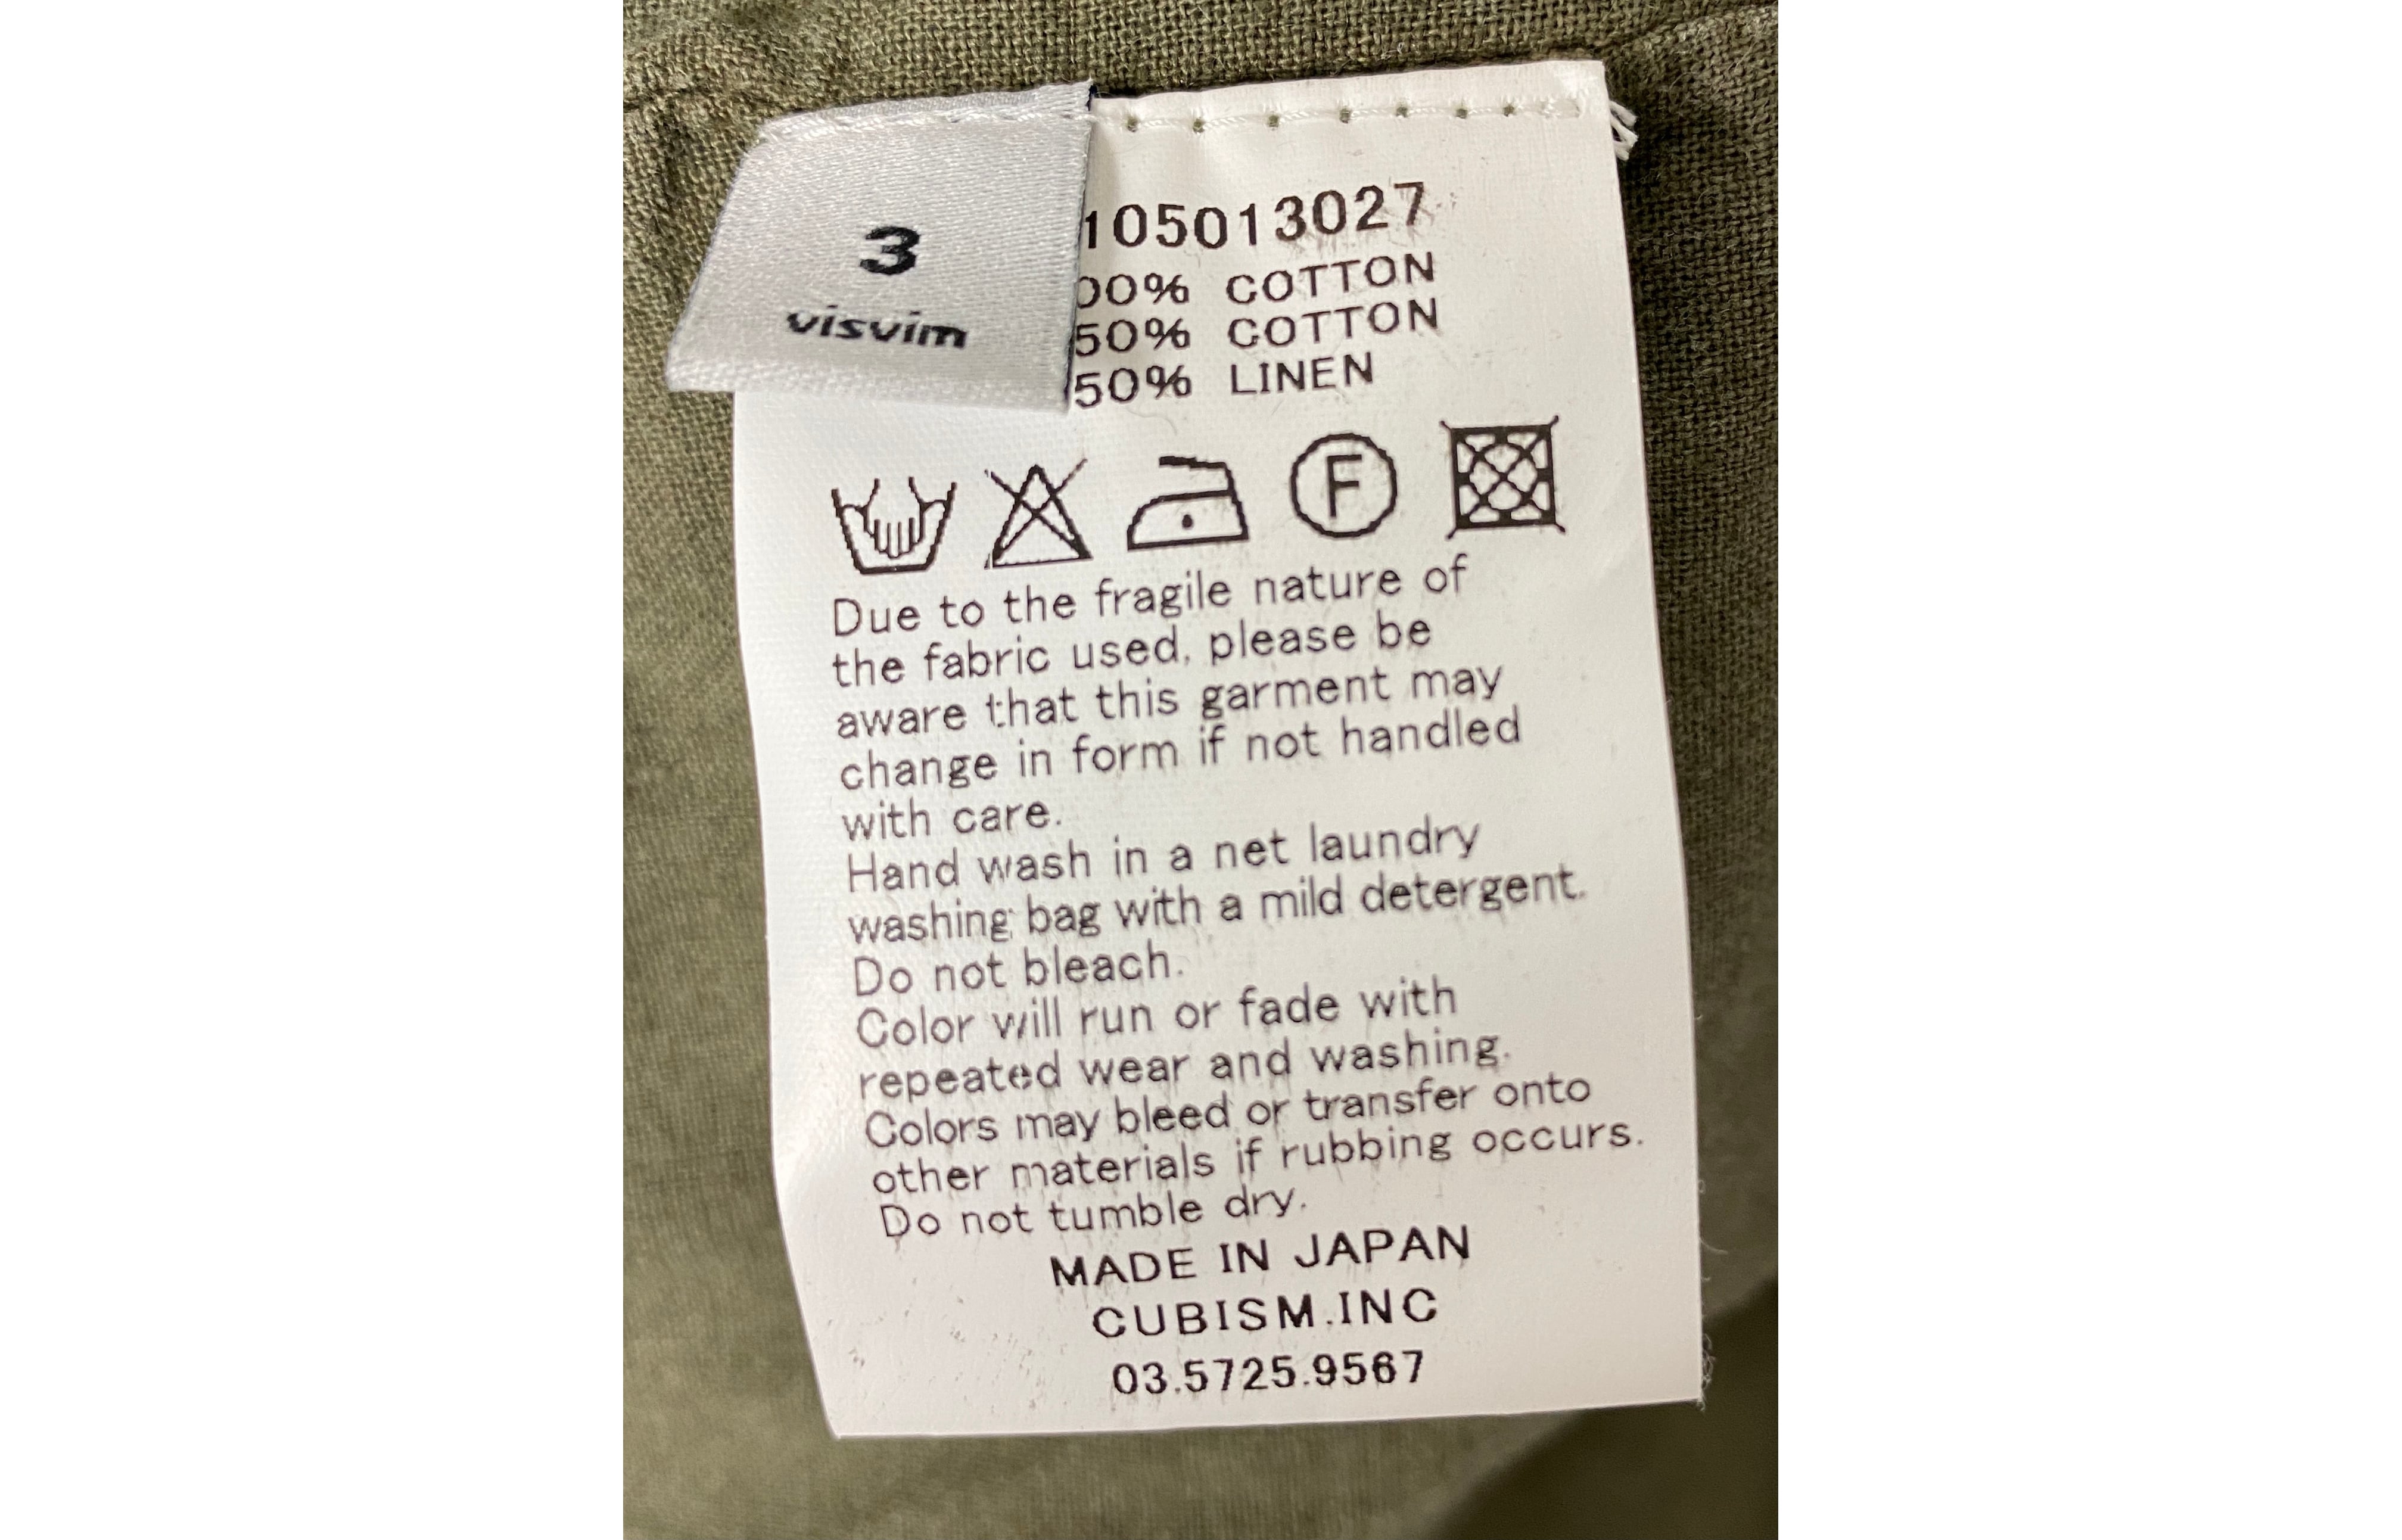 3
visvim
105013027
00% COTTON
50% COTTON
50% LINEN
F
Due to the fragile nature of
the fabric used, please be
aware that this garment may
change in form if not handled
with care.
Hand wash in a net laundry
washing bag with a mild detergent.
Do not bleach.
Color will run or fade with
repeated wear and washing.
Colors may bleed or transfer onto
other materials if rubbing occurs.
Do not tumble dry.
MADE IN JAPAN
CUBISM.INC
03.5725.9567